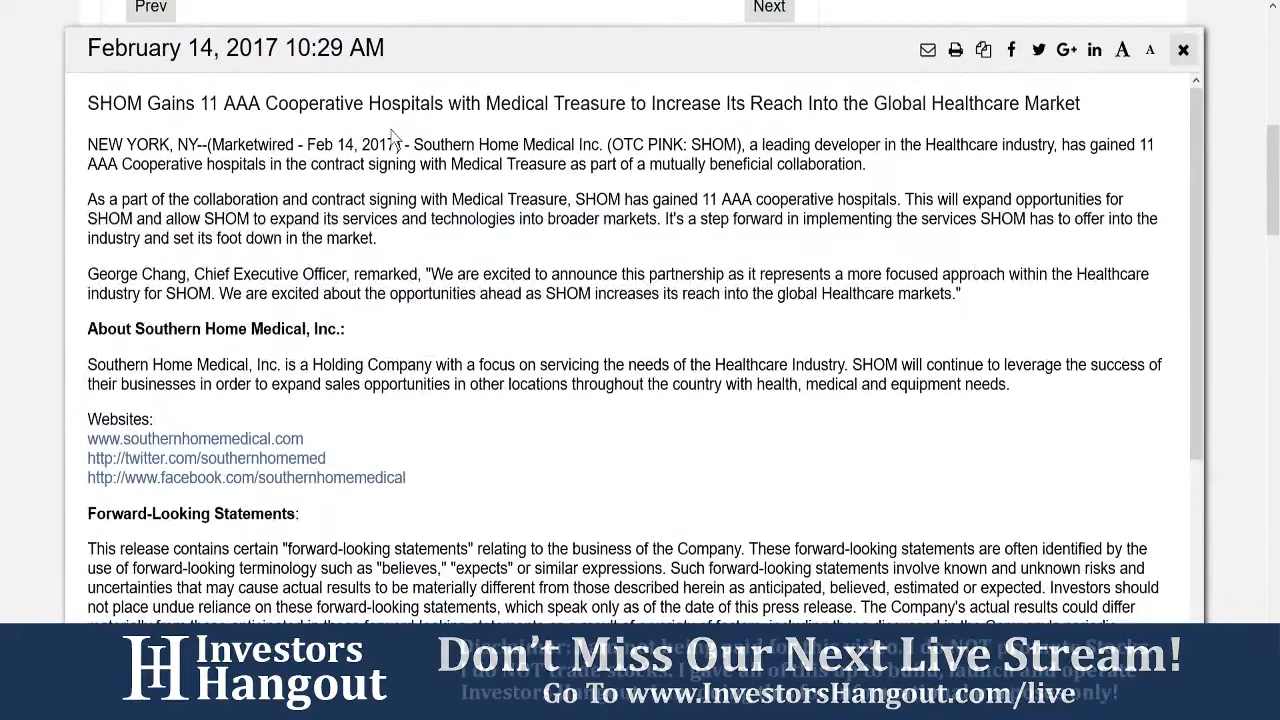 Prev
Next
February 14, 2017 10:29 AM
SHOM Gains 11 AAA Cooperative Hospitals with Medical Treasure to Increase Its Reach Into the Global Healthcare Market
NEW YORK, NY--(Marketwired - Feb 14, 2017) - Southern Home Medical Inc. (OTC PINK: SHOM), a leading developer in the Healthcare industry, has gained 11
AAA Cooperative hospitals in the contract signing with Medical Treasure as part of a mutually beneficial collaboration.
As a part of the collaboration and contract signing with Medical Treasure, SHOM has gained 11 AAA cooperative hospitals. This will expand opportunities for
SHOM and allow SHOM to expand its services and technologies into broader markets. It's a step forward in implementing the services SHOM has to offer into the
industry and set its foot down in the market.
George Chang, Chief Executive Officer, remarked, "We are excited to announce this partnership as it represents a more focused approach within the Healthcare
industry for SHOM. We are excited about the opportunities ahead as SHOM increases its reach into the global Healthcare markets."
About Southern Home Medical, Inc.:
Southern Home Medical, Inc. is a Holding Company with a focus on servicing the needs of the Healthcare Industry. SHOM will continue to leverage the success of
their businesses in order to expand sales opportunities in other locations throughout the country with health, medical and equipment needs.
Websites:
www.southernhomemedical.com
http://twitter.com/southernhomemed
http://www.facebook.com/southernhomemedical
Forward-Looking Statements:
This release contains certain "forward-looking statements" relating to the business of the Company. These forward-looking statements are often identified by the
use of forward-looking terminology such as "believes," "expects" or similar expressions. Such forward-looking statements involve known and unknown risks and
uncertainties that may cause actual results to be materially different from those described herein as anticipated, believed, estimated or expected. Investors should
not place undue reliance on these forward-looking statements, which speak only as of the date of this press release. The Company's actual results could differ
Investors
Hangout
Don't Miss Our Next Live Stream!
Go To www.InvestorsHangout.com/live